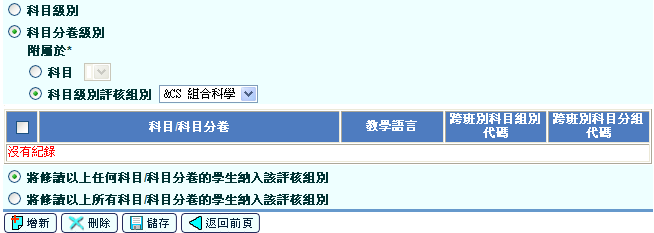 科目級別
科目分卷級別
附屬於*
科目
科目級別評核組別 &CS 組合科學
科目/科目分卷 教學語言 跨班別科目組別代碼 跨班別科目分組代碼
沒有紀錄
將修讀以上任何科目/科目分卷的學生納入該評核組別
將修讀以上所有科目/科目分卷的學生納入該評核組別
增新 刪除 儲存 返回前頁